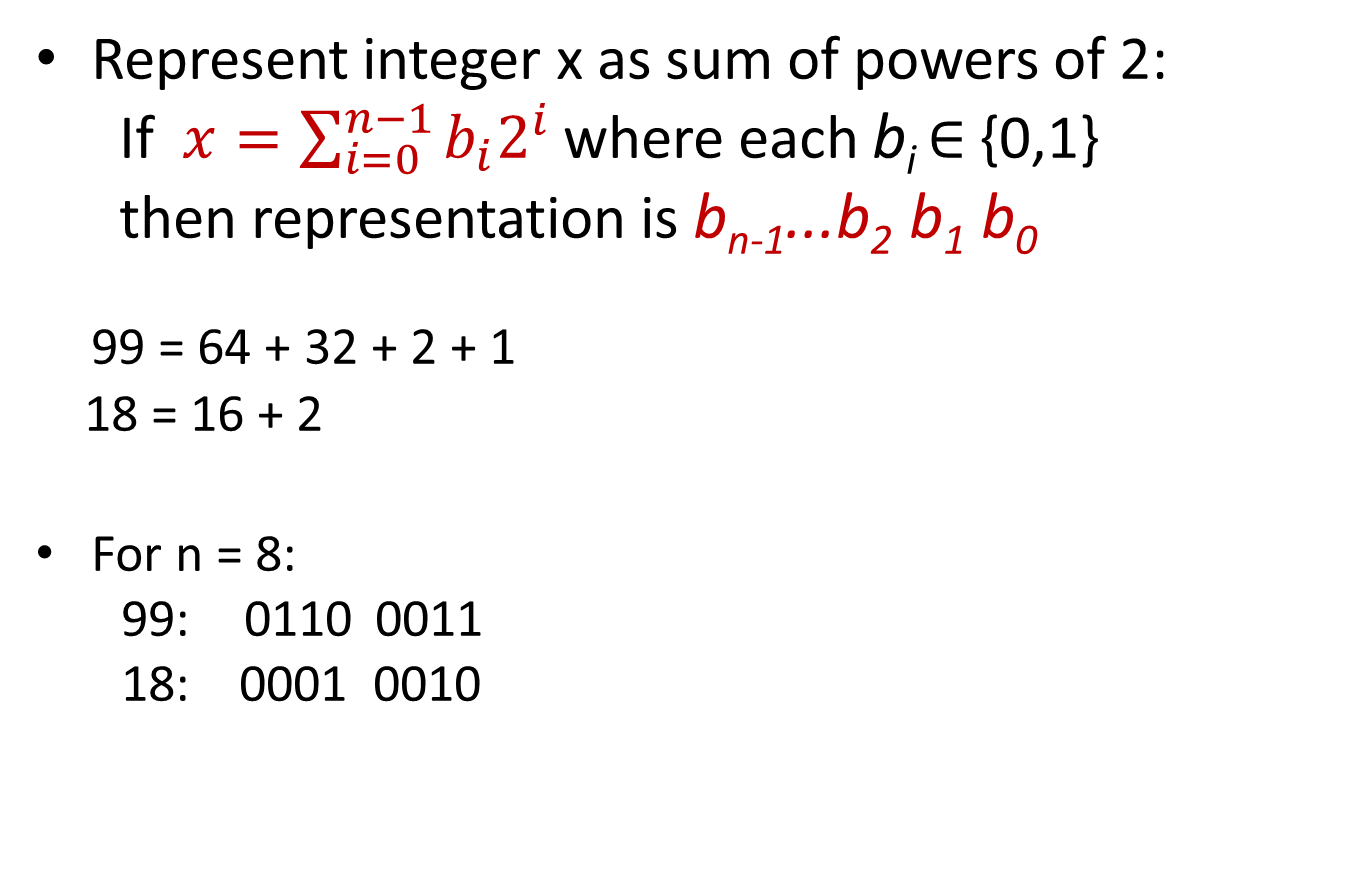 • Represent integer x as sum of powers of 2:
If x = ∑_{i=0}^{n−1} b_i 2^i where each b_i ∈ {0,1}
then representation is b_{n-1}...b_2 b_1 b_0
99 = 64 + 32 + 2 + 1
18 = 16 + 2
• For n = 8:
99: 0110 0011
18: 0001 0010